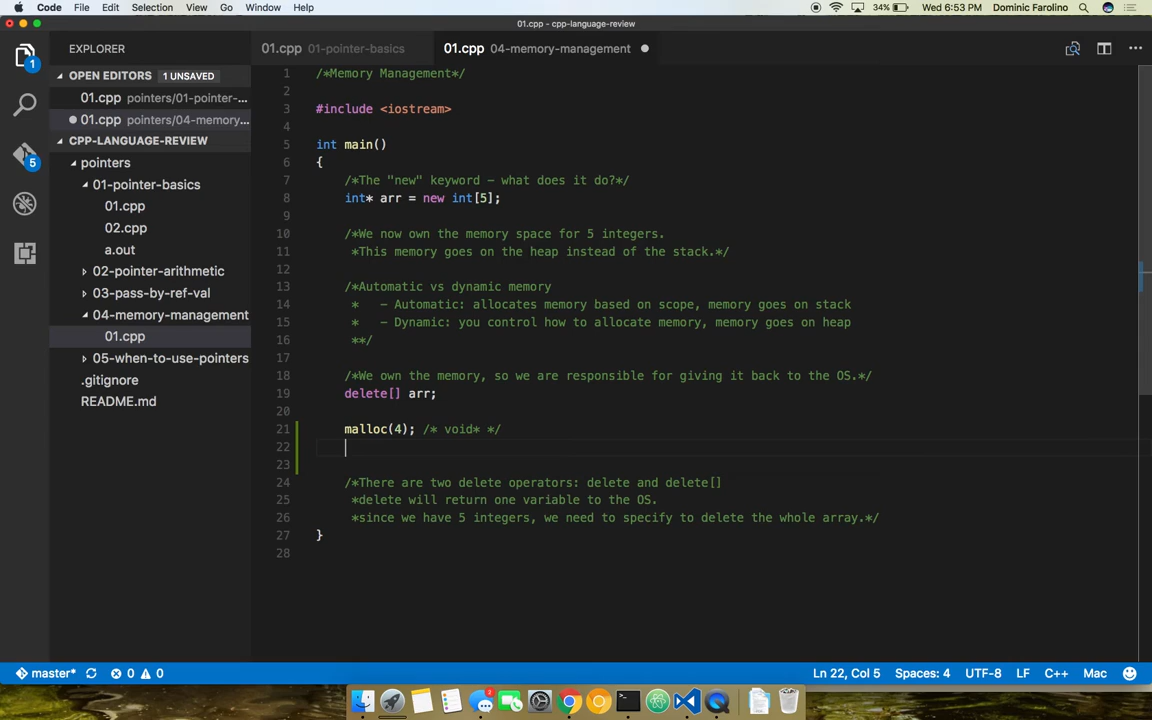 Code File Edit Selection View Go Window Help 34% Wed 6:53 PM Dominic Farolino
01.cpp - cpp-language-review
EXPLORER
01.cpp 01-pointer-basics
01.cpp 04-memory-management
1
OPEN EDITORS 1 UNSAVED
01.cpp pointers/01-pointer-...
01.cpp pointers/04-memory...
CPP-LANGUAGE-REVIEW
pointers
01-pointer-basics
01.cpp
02.cpp
a.out
02-pointer-arithmetic
03-pass-by-ref-val
04-memory-management
01.cpp
05-when-to-use-pointers
.gitignore
README.md
5
1 /*Memory Management*/
2
3 #include <iostream>
4
5 int main()
6 {
7 /*The "new" keyword - what does it do?*/
8 int* arr = new int[5];
9
10 /*We now own the memory space for 5 integers.
11 *This memory goes on the heap instead of the stack.*/
12
13 /*Automatic vs dynamic memory
14 * - Automatic: allocates memory based on scope, memory goes on stack
15 * - Dynamic: you control how to allocate memory, memory goes on heap
16 **/
17
18 /*We own the memory, so we are responsible for giving it back to the OS.*/
19 delete[] arr;
20
21 malloc(4); /* void* */
22
23
24 /*There are two delete operators: delete and delete[]
25 *delete will return one variable to the OS.
26 *since we have 5 integers, we need to specify to delete the whole array.*/
27 }
28
master* 0 0 Ln 22, Col 5 Spaces: 4 UTF-8 LF C++ Mac
3